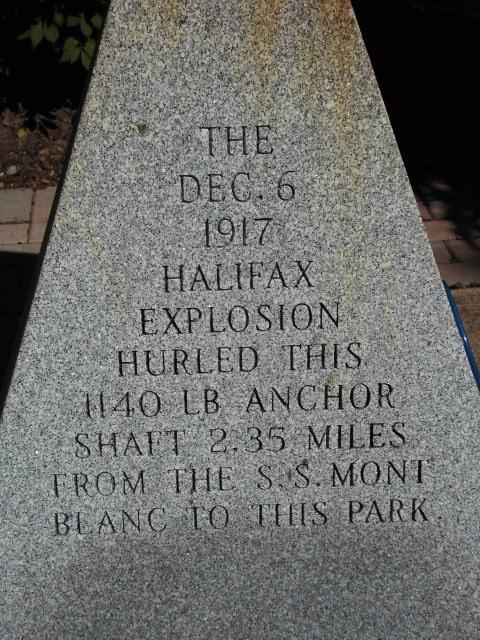 THE
DEC. 6
1917
HALIFAX
EXPLOSION
HURLED THIS
1140 LB ANCHOR
SHAFT 2.35 MILES
FROM THE S.S. MONT
BLANC TO THIS PARK.